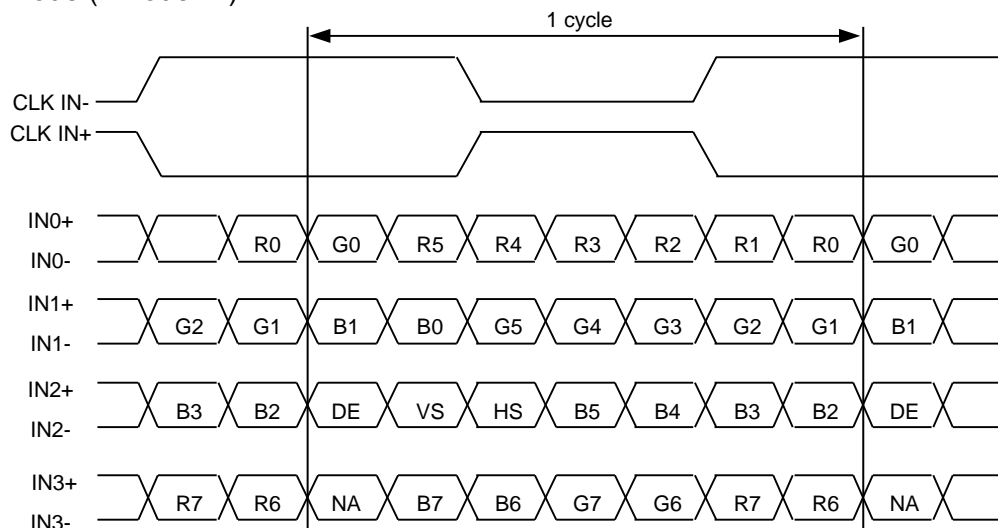 1 cycle
CLK IN-
CLK IN+
IN0+
R0 G0 R5 R4 R3 R2 R1 R0 G0
IN0-
IN1+
G2 G1 B1 B0 G5 G4 G3 G2 G1 B1
IN1-
IN2+
B3 B2 DE VS HS B5 B4 B3 B2 DE
IN2-
IN3+
R7 R6 NA B7 B6 G7 G6 R7 R6 NA
IN3-